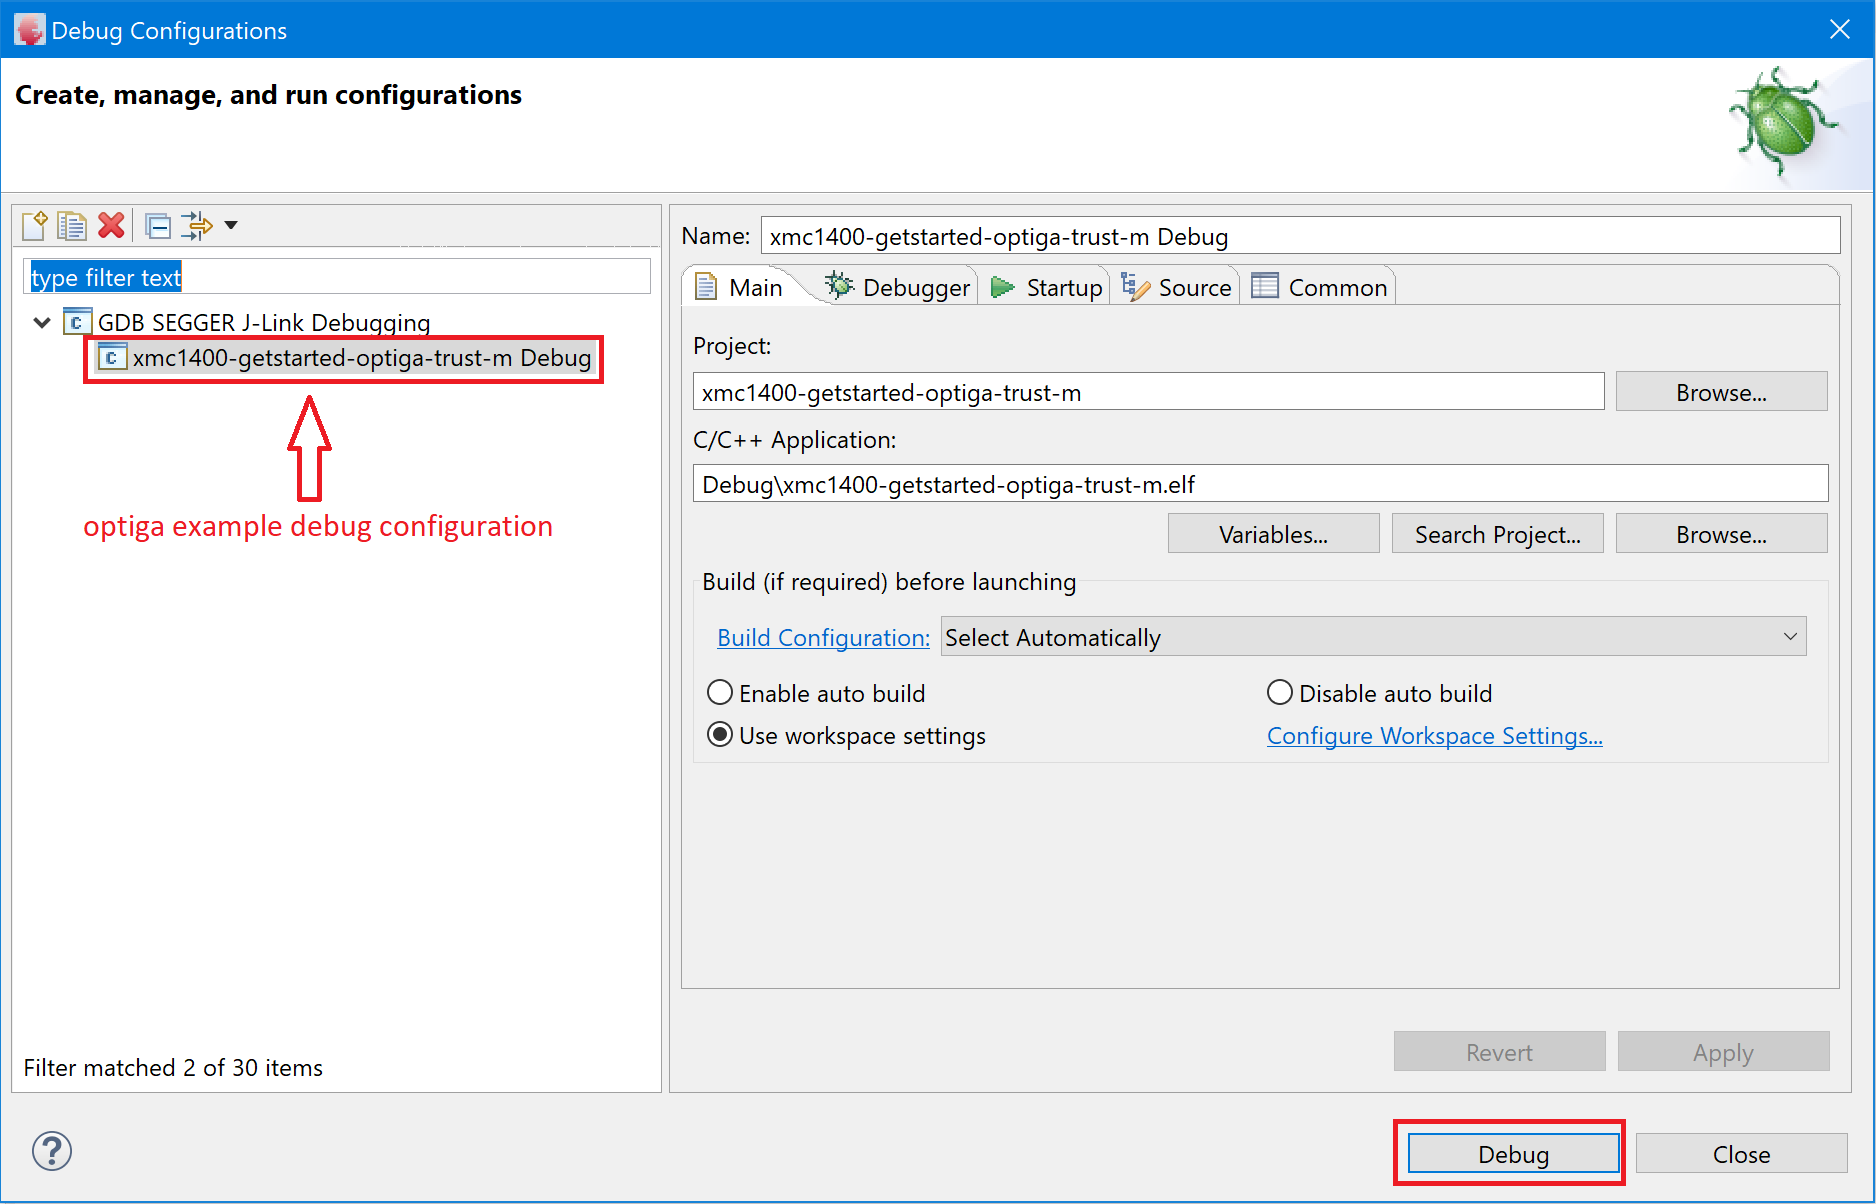 Debug Configurations
Create, manage, and run configurations
type filter text
GDB SEGGER J-Link Debugging
xmc1400-getstarted-optiga-trust-m Debug
optiga example debug configuration
Filter matched 2 of 30 items
Name: xmc1400-getstarted-optiga-trust-m Debug
Main Debugger Startup Source Common
Project:
xmc1400-getstarted-optiga-trust-m Browse...
C/C++ Application:
Debug\xmc1400-getstarted-optiga-trust-m.elf
Variables... Search Project... Browse...
Build (if required) before launching
Build Configuration: Select Automatically
Enable auto build Disable auto build
Use workspace settings Configure Workspace Settings...
Revert Apply
Debug Close